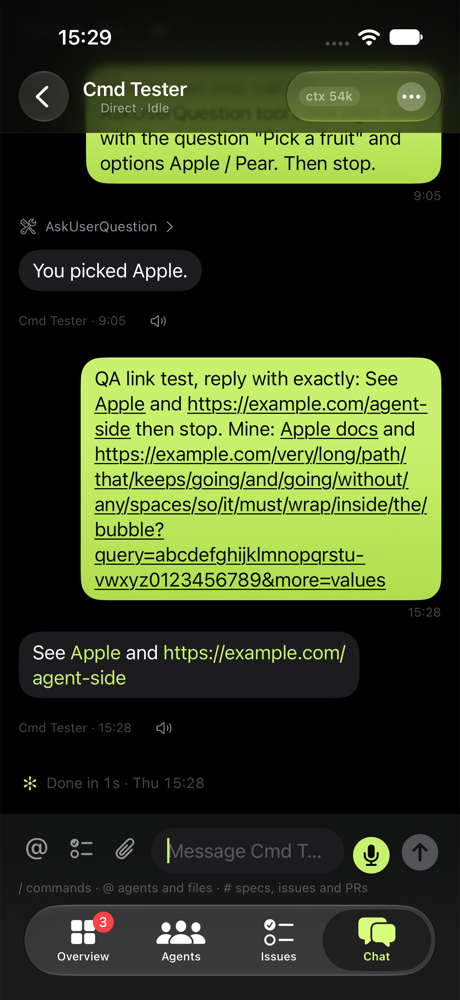 15:29
Cmd Tester
Direct · Idle
ctx 54k
with the question "Pick a fruit" and
options Apple / Pear. Then stop.
9:05
AskUserQuestion
You picked Apple.
Cmd Tester · 9:05
QA link test, reply with exactly: See
Apple and https://example.com/agent-
side then stop. Mine: Apple docs and
https://example.com/very/long/path/
that/keeps/going/and/going/without/
any/spaces/so/it/must/wrap/inside/the/
bubble?
query=abcdefghijklmnopqrstu-
vwxyz0123456789&more=values
15:28
See Apple and https://example.com/
agent-side
Cmd Tester · 15:28
Done in 1s · Thu 15:28
Message Cmd T...
/ commands · @ agents and files · # specs, issues and PRs
3
Overview
Agents
Issues
Chat